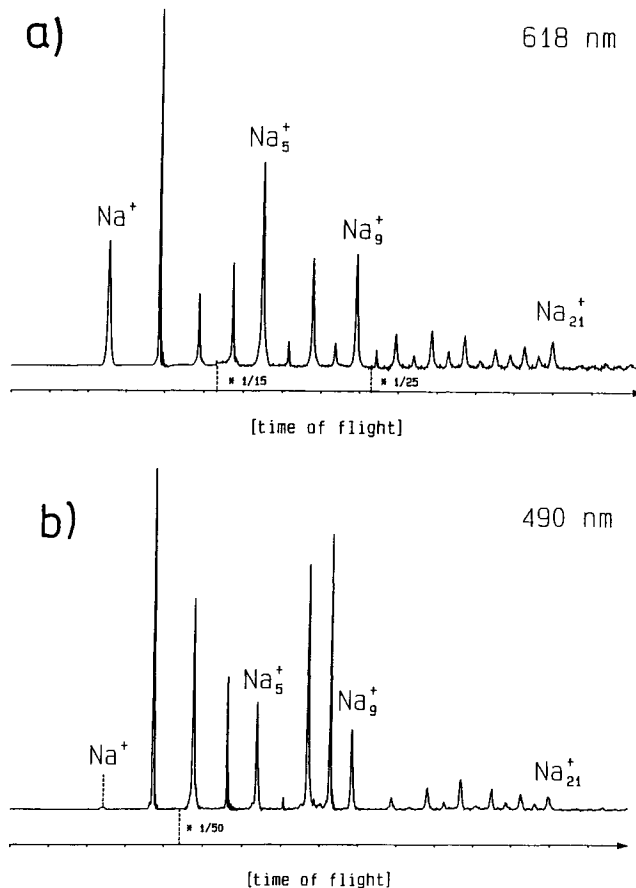 a)
618 nm
Na+
Na5+
Na9+
Na21+
* 1/15
* 1/25
[time of flight]
b)
490 nm
Na+
Na5+
Na9+
Na21+
* 1/50
[time of flight]